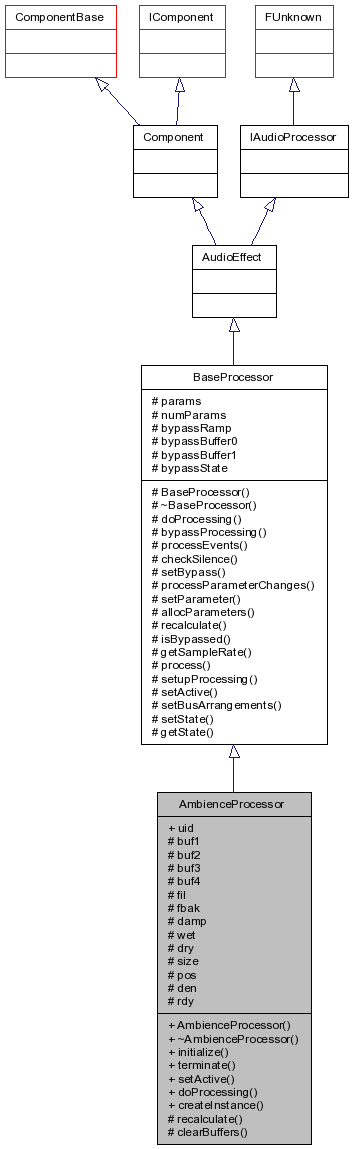 ComponentBase
IComponent
FUnknown
Component
IAudioProcessor
AudioEffect
BaseProcessor
# params
# numParams
# bypassRamp
# bypassBuffer0
# bypassBuffer1
# bypassState
# BaseProcessor()
# ~BaseProcessor()
# doProcessing()
# bypassProcessing()
# processEvents()
# checkSilence()
# setBypass()
# processParameterChanges()
# setParameter()
# allocParameters()
# recalculate()
# isBypassed()
# getSampleRate()
# process()
# setupProcessing()
# setActive()
# setBusArrangements()
# setState()
# getState()
AmbienceProcessor
+ uid
# buf1
# buf2
# buf3
# buf4
# fil
# fbak
# damp
# wet
# dry
# size
# pos
# den
# rdy
+ AmbienceProcessor()
+ ~AmbienceProcessor()
+ initialize()
+ terminate()
+ setActive()
+ doProcessing()
+ createInstance()
# recalculate()
# clearBuffers()